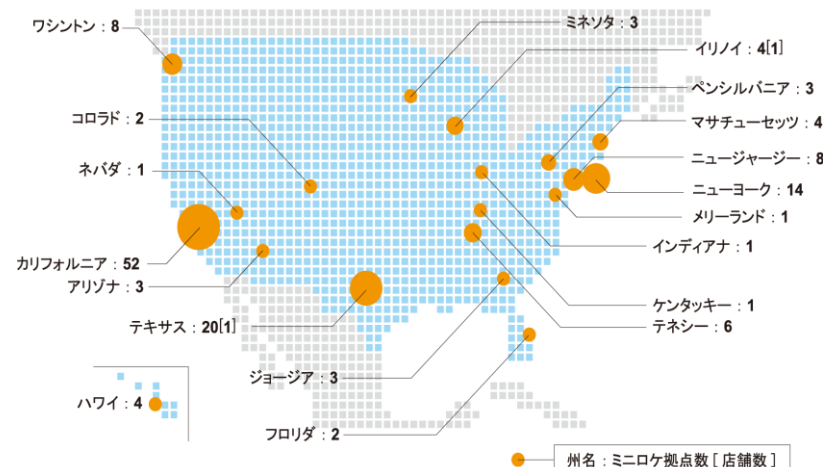 ワシントン：8
ミネソタ：3
イリノイ：4[1]
ペンシルバニア：3
コロラド：2
マサチューセッツ：4
ネバダ：1
ニュージャージー：8
ニューヨーク：14
メリーランド：1
インディアナ：1
カリフォルニア：52
アリゾナ：3
ケンタッキー：1
テキサス：20[1]
テネシー：6
ジョージア：3
ハワイ：4
フロリダ：2
州名：ミニロケ拠点数 [ 店舗数 ]